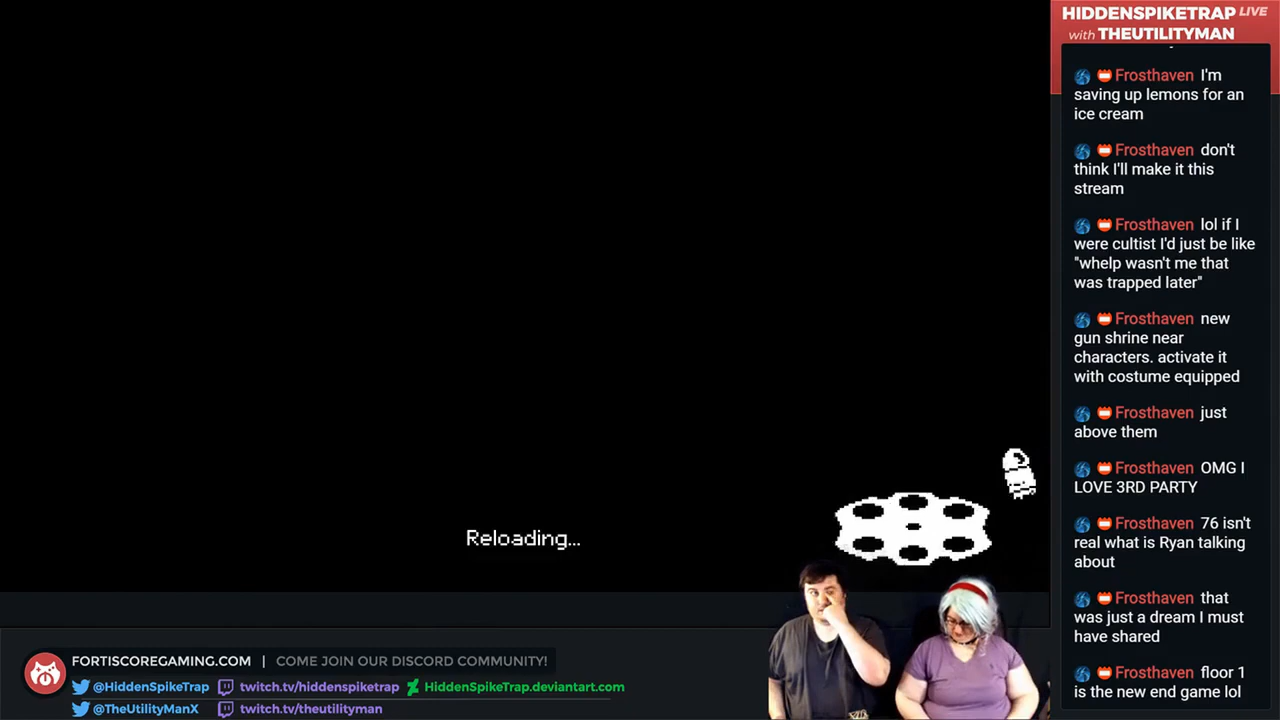 HIDDENSPIKETRAP LIVE
with THEUTILITYMAN
Frosthaven I'm
saving up lemons for an
ice cream
Frosthaven don't
think I'll make it this
stream
Frosthaven lol if I
were cultist I'd just be like
"whelp wasn't me that
was trapped later"
Frosthaven new
gun shrine near
characters. activate it
with costume equipped
Frosthaven just
above them
Frosthaven OMG I
LOVE 3RD PARTY
Frosthaven 76 isn't
real what is Ryan talking
about
Frosthaven that
was just a dream I must
have shared
Frosthaven floor 1
is the new end game lol
Reloading...
FORTISCOREGAMING.COM | COME JOIN OUR DISCORD COMMUNITY!
@HiddenSpikeTrap twitch.tv/hiddenspiketrap HiddenSpikeTrap.deviantart.com
@TheUtilityManX twitch.tv/theutilityman